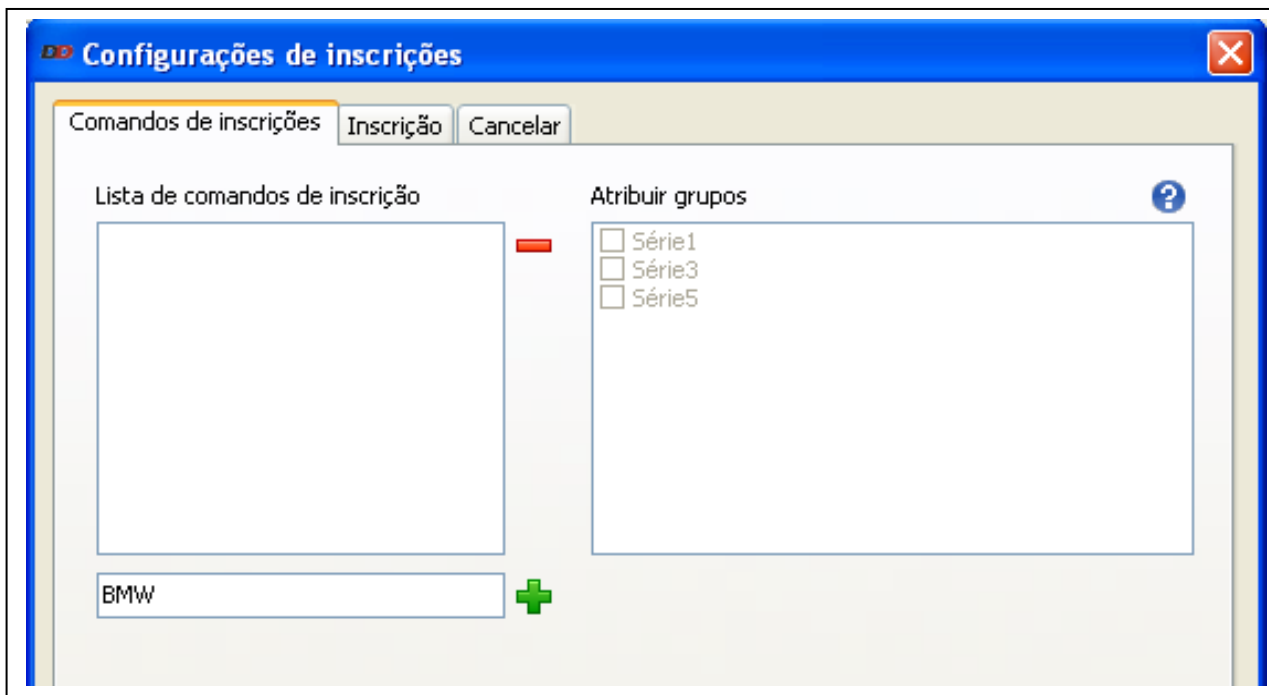 DD Configurações de inscrições
Comandos de inscrições Inscrição Cancelar
Lista de comandos de inscrição Atribuir grupos ?
Série1
Série3
Série5
BMW